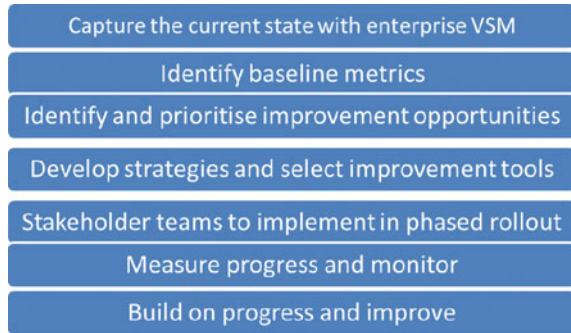 Capture the current state with enterprise VSM
Identify baseline metrics
Identify and prioritise improvement opportunities
Develop strategies and select improvement tools
Stakeholder teams to implement in phased rollout
Measure progress and monitor
Build on progress and improve